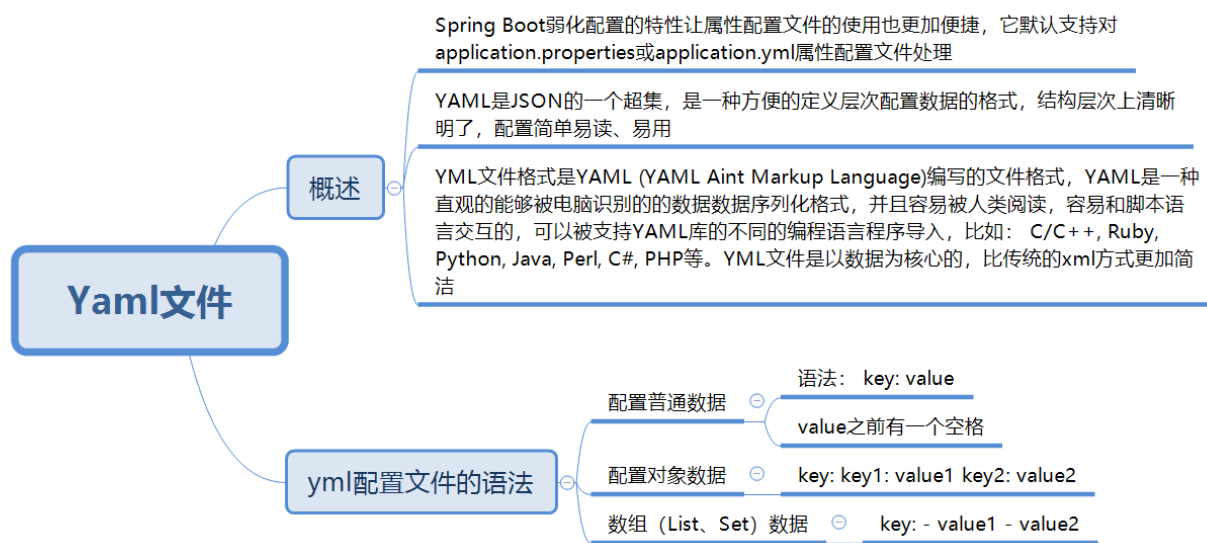 Spring Boot弱化配置的特性让属性配置文件的使用也更加便捷，它默认支持对
application.properties或application.yml属性配置文件处理
YAML是JSON的一个超集，是一种方便的定义层次配置数据的格式，结构层次上清晰
明了，配置简单易读、易用
概述
YML文件格式是YAML (YAML Aint Markup Language)编写的文件格式，YAML是一种
直观的能够被电脑识别的的数据数据序列化格式，并且容易被人类阅读，容易和脚本语
言交互的，可以被支持YAML库的不同的编程语言程序导入，比如： C/C++, Ruby,
Python, Java, Perl, C#, PHP等。YML文件是以数据为核心的，比传统的xml方式更加简
洁
Yaml文件
yml配置文件的语法
配置普通数据
语法： key: value
value之前有一个空格
配置对象数据
key: key1: value1 key2: value2
数组（List、Set）数据
key: - value1 - value2